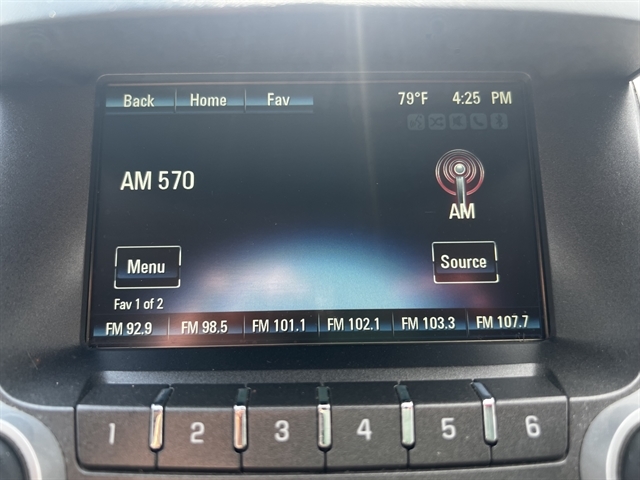 Back Home Fav 79°F 4:25 PM
AM 570
AM
Menu Source
Fav 1 of 2
FM 92.9 FM 98.5 FM 101.1 FM 102.1 FM 103.3 FM 107.7
1 2 3 4 5 6